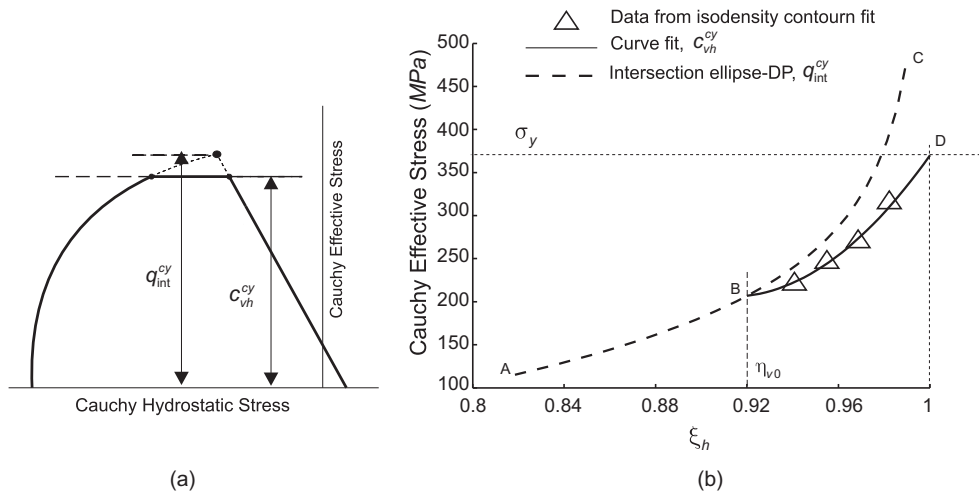 Cauchy Effective Stress
q_int^cy
c_vh^cy
Cauchy Hydrostatic Stress
(a)
Data from isodensity contourn fit
Curve fit, c_vh^cy
Intersection ellipse-DP, q_int^cy
Cauchy Effective Stress (MPa)
500
450
400
350
300
250
200
150
100
σ_y
A
B
C
D
η_v0
0.8
0.84
0.88
0.92
0.96
1
ξ_h
(b)